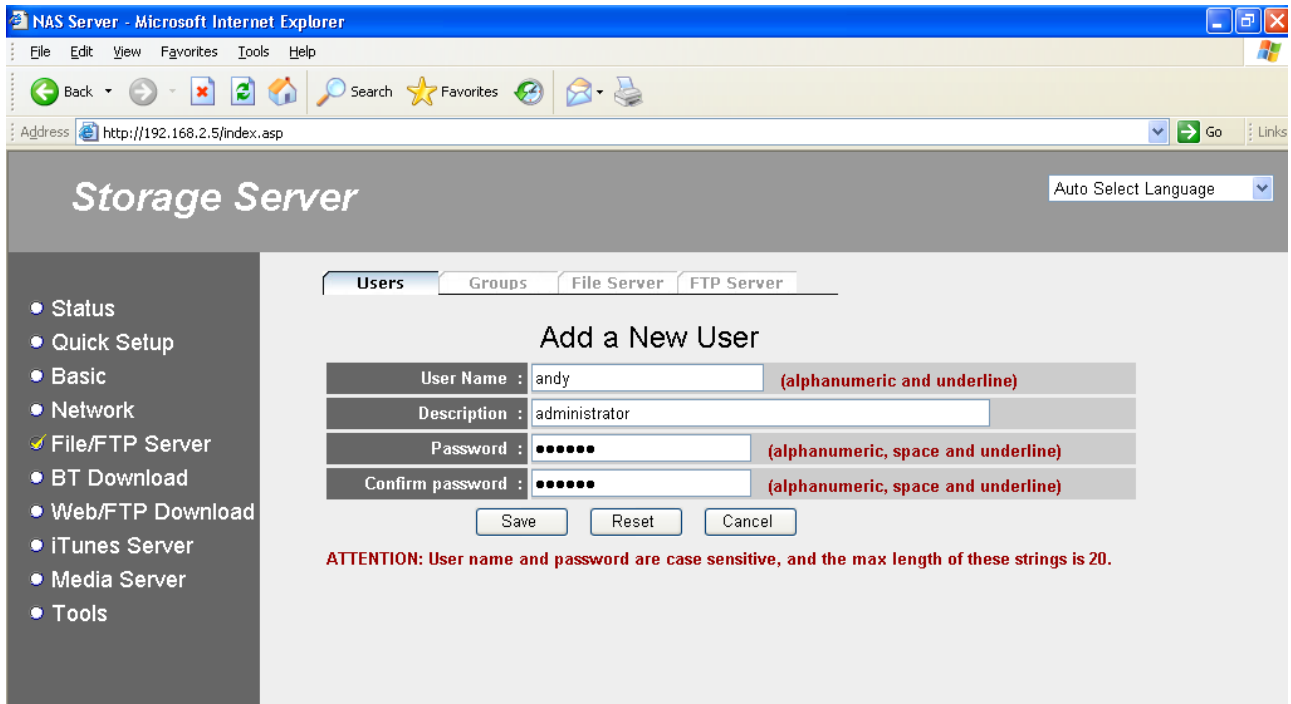 NAS Server - Microsoft Internet Explorer
File Edit View Favorites Tools Help
Back Search Favorites
Address http://192.168.2.5/index.asp Go Links
Storage Server
Auto Select Language
Users Groups File Server FTP Server
Status
Quick Setup
Basic
Network
File/FTP Server
BT Download
Web/FTP Download
iTunes Server
Media Server
Tools
Add a New User
User Name : andy (alphanumeric and underline)
Description : administrator
Password : •••••• (alphanumeric, space and underline)
Confirm password : •••••• (alphanumeric, space and underline)
Save Reset Cancel
ATTENTION: User name and password are case sensitive, and the max length of these strings is 20.